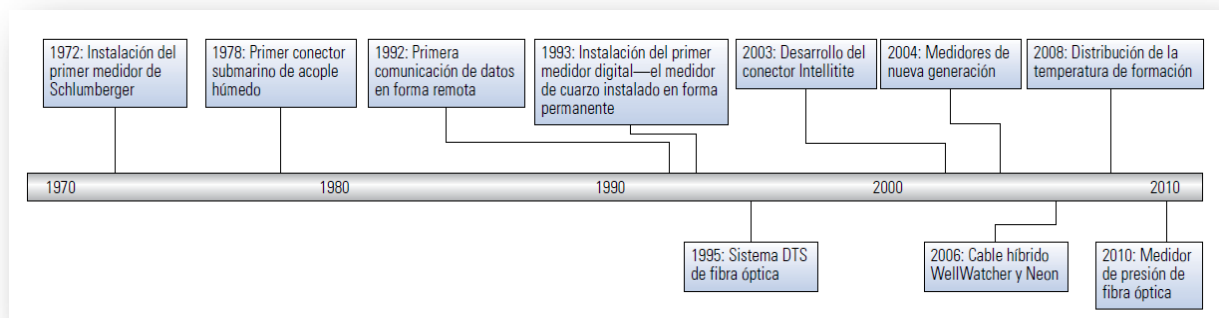 1972: Instalación del
primer medidor de
Schlumberger
1978: Primer conector
submarino de acople
húmedo
1992: Primera
comunicación de datos
en forma remota
1993: Instalación del primer
medidor digital—el medidor
de cuarzo instalado en forma
permanente
2003: Desarrollo del
conector Intellitite
2004: Medidores de
nueva generación
2008: Distribución de la
temperatura de formación
1970
1980
1990
2000
2010
1995: Sistema DTS
de fibra óptica
2006: Cable híbrido
WellWatcher y Neon
2010: Medidor
de presión de
fibra óptica